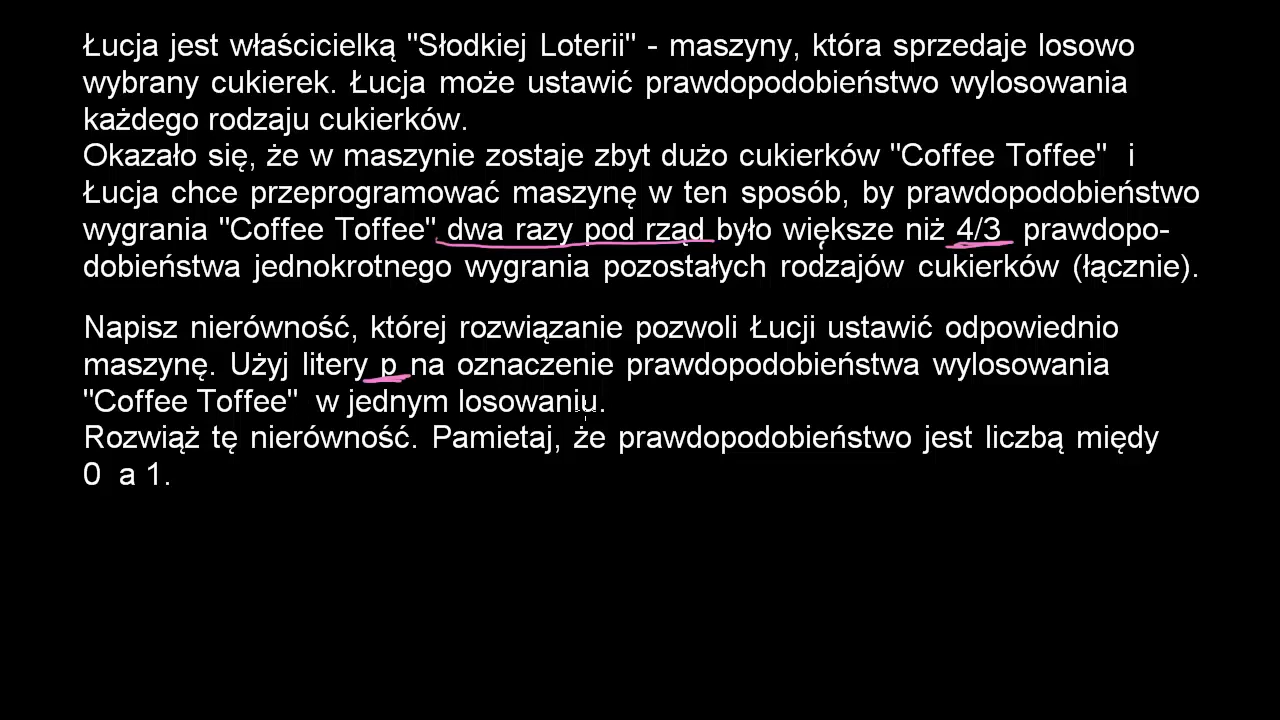 Łucja jest właścicielką "Słodkiej Loterii" - maszyny, która sprzedaje losowo
wybrany cukierek. Łucja może ustawić prawdopodobieństwo wylosowania
każdego rodzaju cukierków.
Okazało się, że w maszynie zostaje zbyt dużo cukierków "Coffee Toffee" i
Łucja chce przeprogramować maszynę w ten sposób, by prawdopodobieństwo
wygrania "Coffee Toffee" dwa razy pod rząd było większe niż 4/3 prawdopo-
dobieństwa jednokrotnego wygrania pozostałych rodzajów cukierków (łącznie).
Napisz nierówność, której rozwiązanie pozwoli Łucji ustawić odpowiednio
maszynę. Użyj litery p na oznaczenie prawdopodobieństwa wylosowania
"Coffee Toffee" w jednym losowaniu.
Rozwiąż tę nierówność. Pamietaj, że prawdopodobieństwo jest liczbą między
0 a 1.